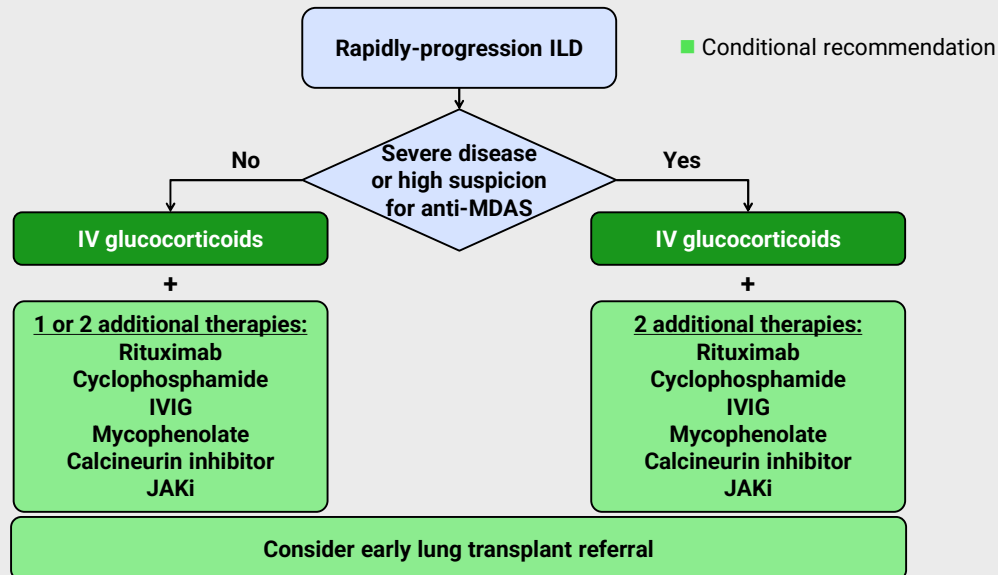 Rapidly-progression ILD
Conditional recommendation
No
Severe disease
or high suspicion
for anti-MDAS
Yes
IV glucocorticoids
+
1 or 2 additional therapies:
Rituximab
Cyclophosphamide
IVIG
Mycophenolate
Calcineurin inhibitor
JAKi
IV glucocorticoids
+
2 additional therapies:
Rituximab
Cyclophosphamide
IVIG
Mycophenolate
Calcineurin inhibitor
JAKi
Consider early lung transplant referral